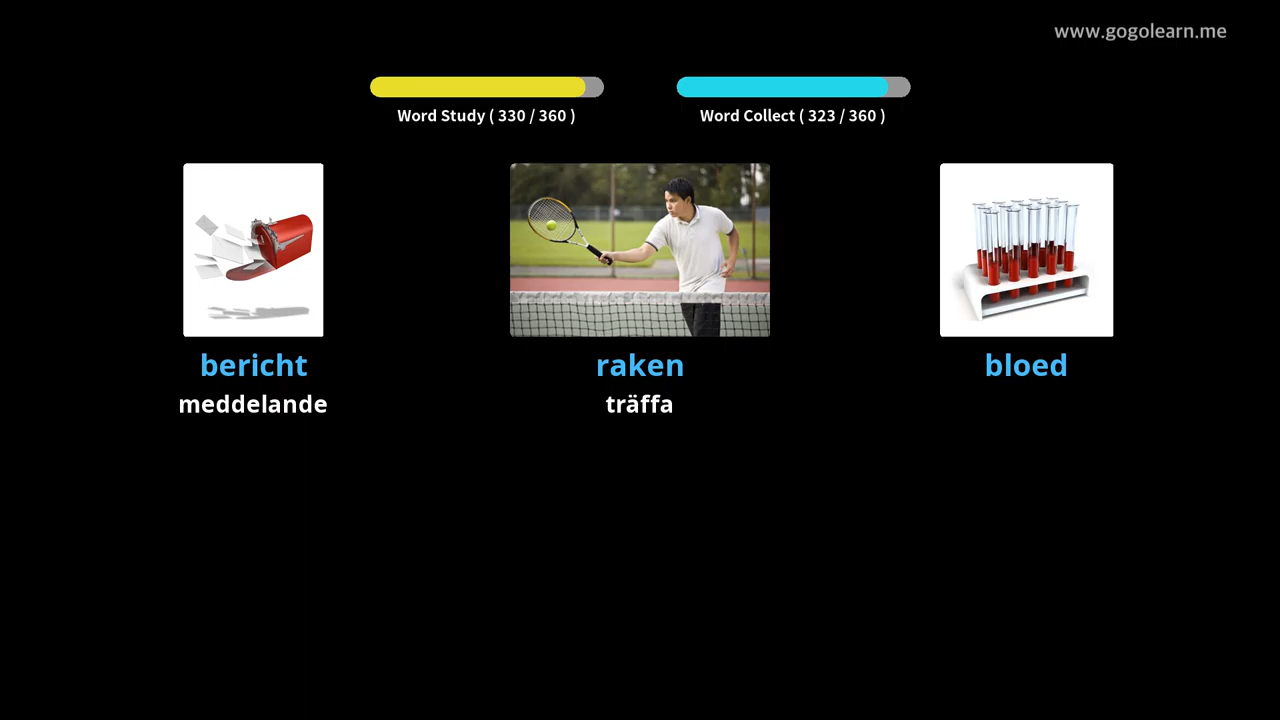 www.gogolearn.me
Word Study ( 330 / 360 )
Word Collect ( 323 / 360 )
bericht
raken
bloed
meddelande
träffa